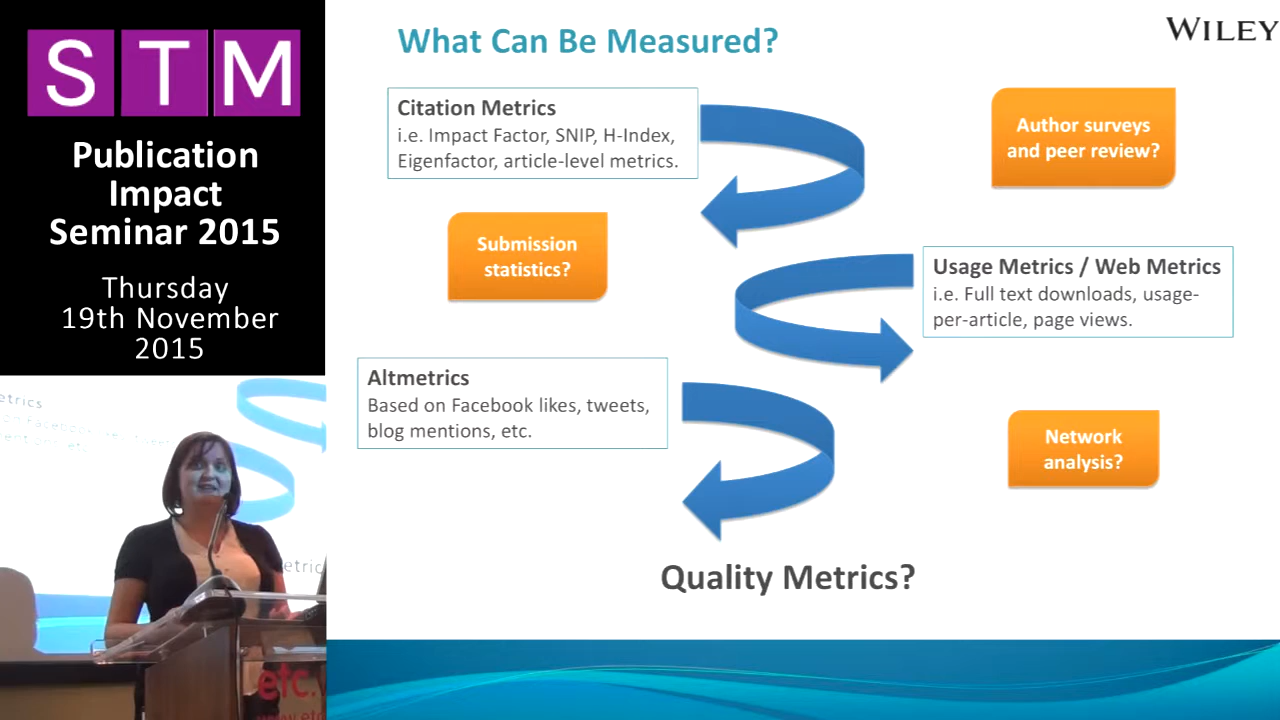 STM
Publication
Impact
Seminar 2015
Thursday
19th November
2015
What Can Be Measured?
WILEY
Citation Metrics
i.e. Impact Factor, SNIP, H-Index,
Eigenfactor, article-level metrics.
Author surveys
and peer review?
Submission
statistics?
Usage Metrics / Web Metrics
i.e. Full text downloads, usage-
per-article, page views.
Altmetrics
Based on Facebook likes, tweets,
blog mentions, etc.
Network
analysis?
Quality Metrics?
etc.